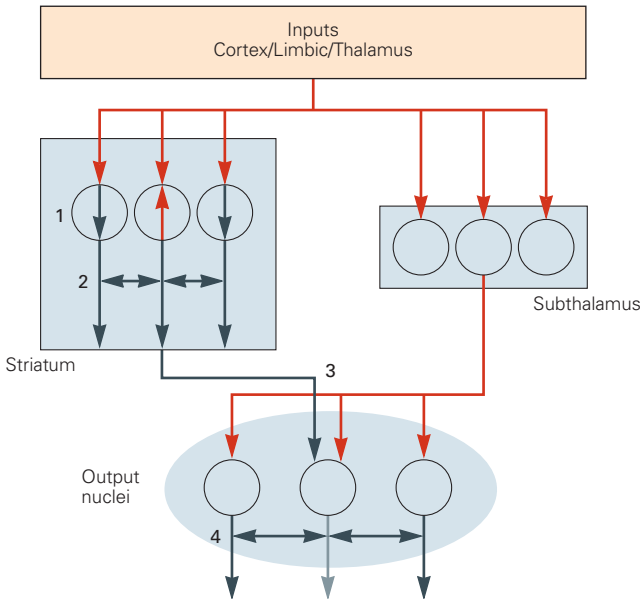 Inputs
Cortex/Limbic/Thalamus
1
2
Subthalamus
Striatum
3
Output
nuclei
4